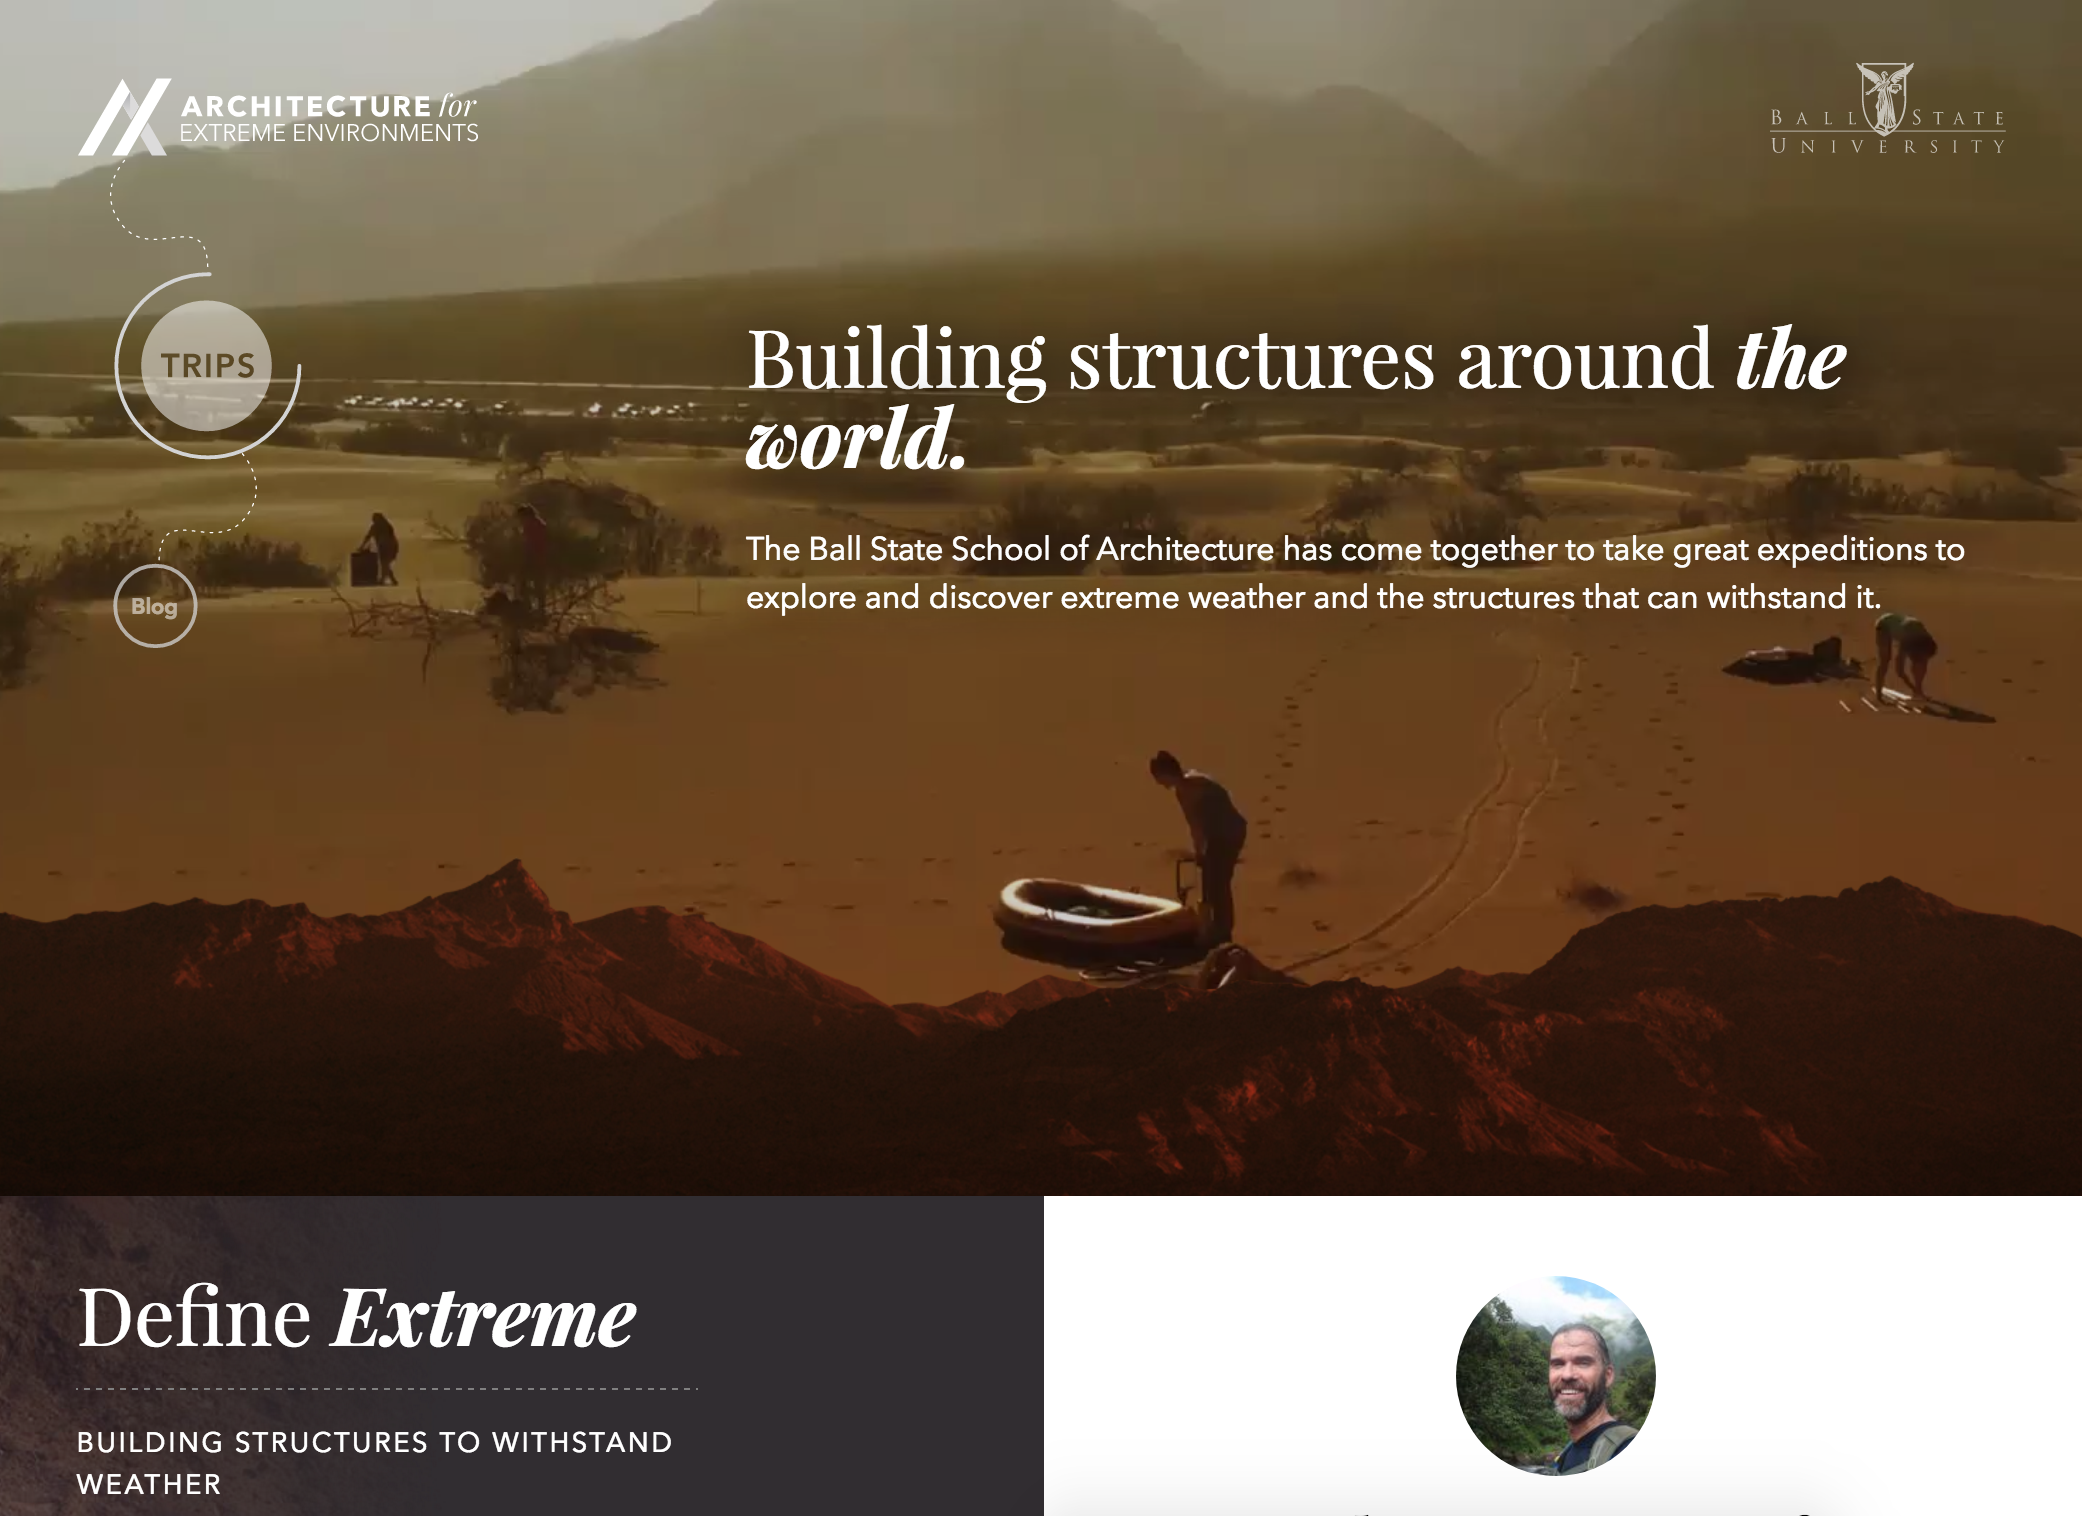 ARCHITECTURE for
EXTREME ENVIRONMENTS
BALL STATE
UNIVERSITY
TRIPS
Blog
Building structures around the
world.
The Ball State School of Architecture has come together to take great expeditions to
explore and discover extreme weather and the structures that can withstand it.
Define Extreme
BUILDING STRUCTURES TO WITHSTAND
WEATHER